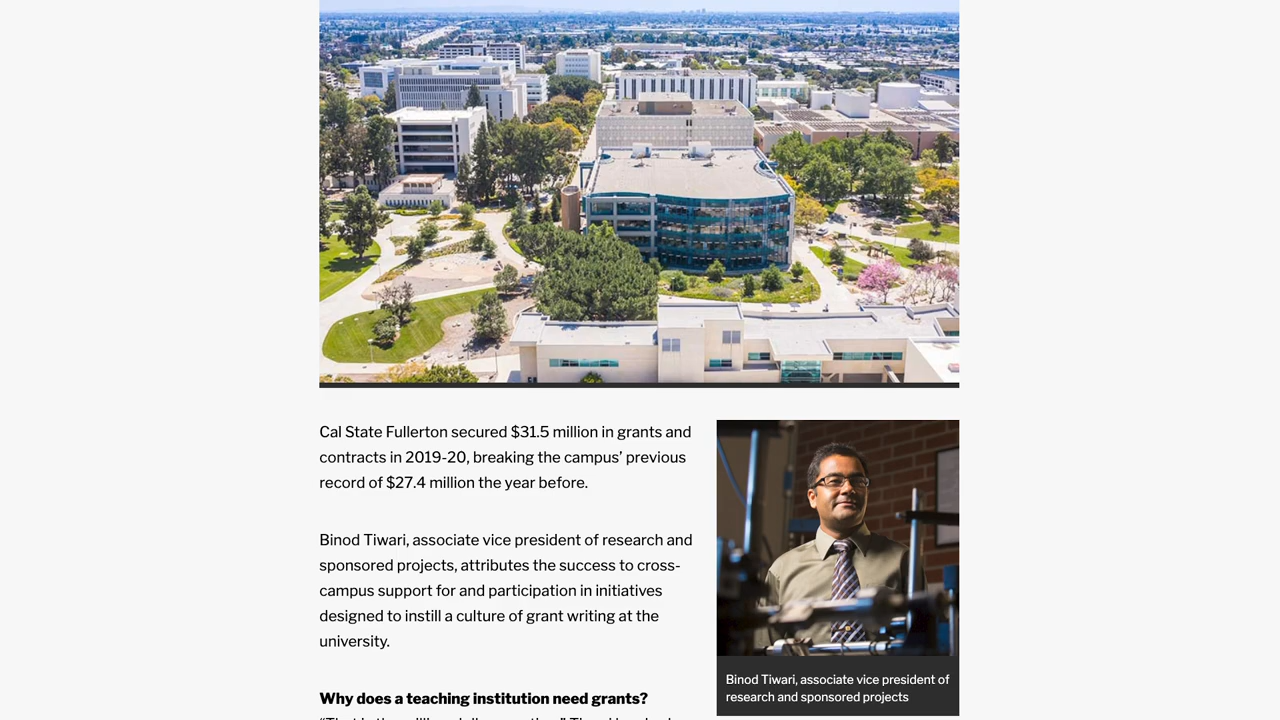 Cal State Fullerton secured $31.5 million in grants and
contracts in 2019-20, breaking the campus’ previous
record of $27.4 million the year before.
Binod Tiwari, associate vice president of research and
sponsored projects, attributes the success to cross-
campus support for and participation in initiatives
designed to instill a culture of grant writing at the
university.
Why does a teaching institution need grants?
Binod Tiwari, associate vice president of
research and sponsored projects